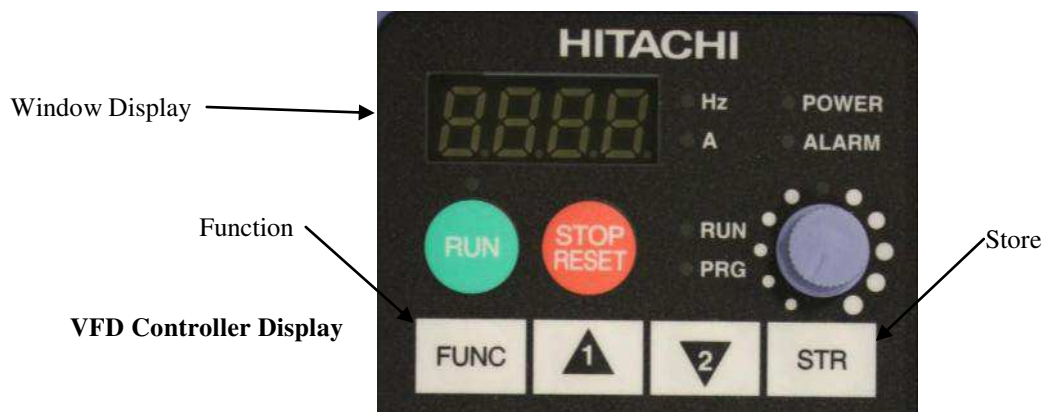 HITACHI
Window Display
8888
Hz
POWER
A
ALARM
Function
RUN
STOP
RESET
RUN
PRG
Store
VFD Controller Display
FUNC
1
2
STR